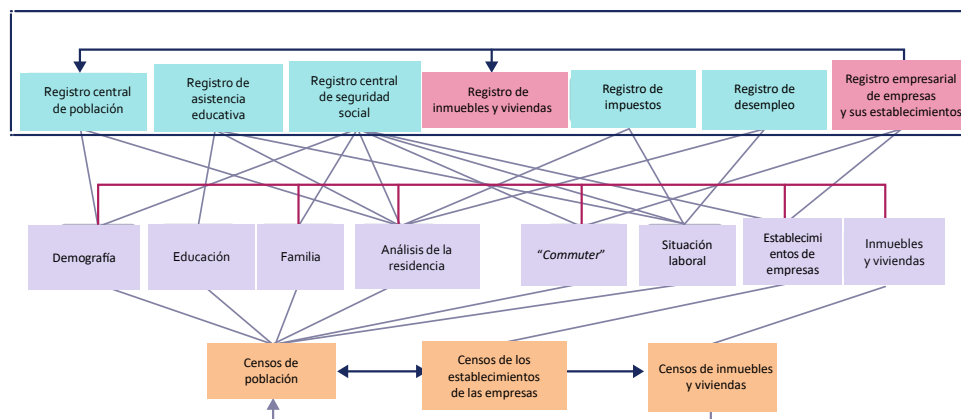 Registro central
de población
Registro de
asistencia
educativa
Registro central
de seguridad
social
Registro de
inmuebles y viviendas
Registro de
impuestos
Registro de
desempleo
Registro empresarial
de empresas
y sus establecimientos
Demografía
Educación
Familia
Análisis de la
residencia
“Commuter”
Situación
laboral
Establecimi
entos de
empresas
Inmuebles
y viviendas
Censos de
población
Censos de los
establecimientos
de las empresas
Censos de inmuebles
y viviendas